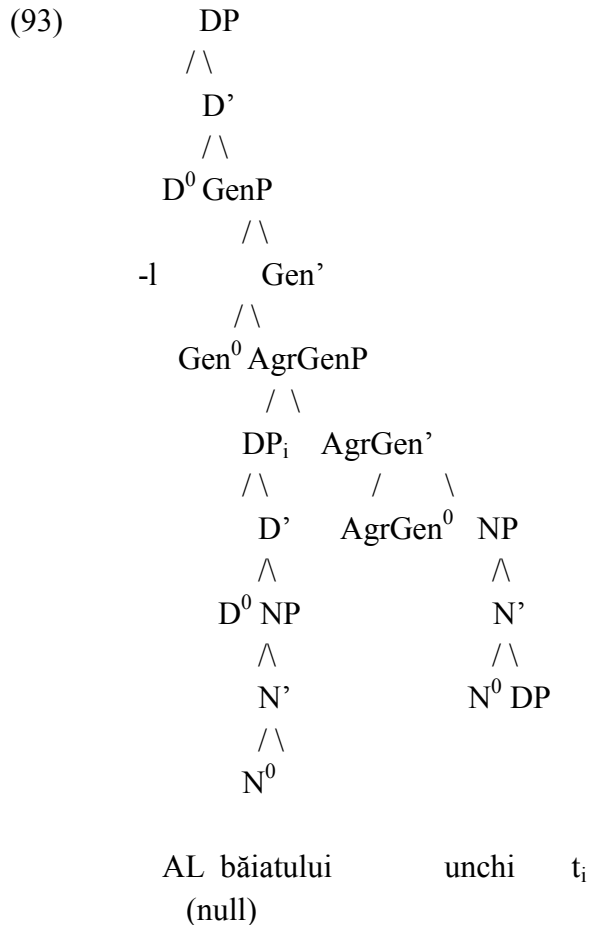 (93) DP
/ \
D’
/ \
D⁰ GenP
/ \
-l Gen’
/ \
Gen⁰ AgrGenP
/ \
DPᵢ AgrGen’
/ \ / \
D’ AgrGen⁰ NP
/\ /\
D⁰ NP N’
/\ / \
N’ N⁰ DP
/ \
N⁰
AL băiatului unchi tᵢ
(null)